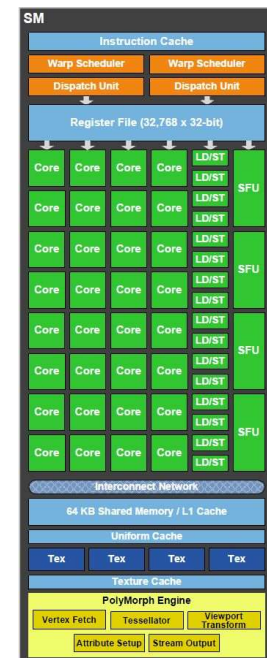 SM
Instruction Cache
Warp Scheduler Warp Scheduler
Dispatch Unit Dispatch Unit
Register File (32,768 x 32-bit)
LD/ST
Core Core Core Core
LD/ST
SFU
LD/ST
Core Core Core Core
LD/ST
LD/ST
Core Core Core Core
LD/ST
SFU
LD/ST
Core Core Core Core
LD/ST
LD/ST
Core Core Core Core
LD/ST
SFU
LD/ST
Core Core Core Core
LD/ST
LD/ST
Core Core Core Core
LD/ST
SFU
LD/ST
Core Core Core Core
LD/ST
Interconnect Network
64 KB Shared Memory / L1 Cache
Uniform Cache
Tex Tex Tex Tex
Texture Cache
PolyMorph Engine
Vertex Fetch Tessellator Viewport
Transform
Attribute Setup Stream Output